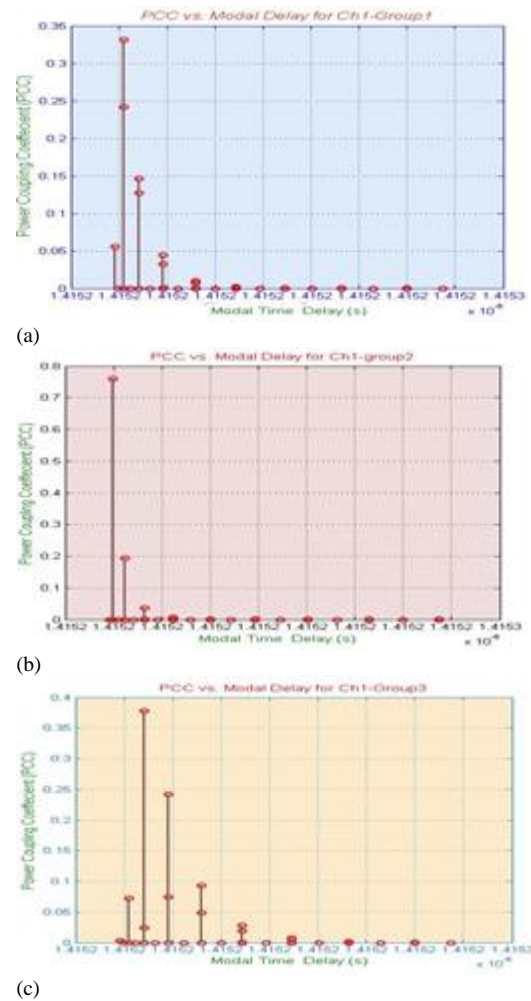 PCC vs. Modal Delay for Ch1-Group1
0.35
0.3
0.25
0.2
0.15
0.1
0.05
0
Power Coupling Coeffecient (PCC)
1.4152 1.4152 1.4152 1.4152 1.4152 1.4152 1.4152 1.4152 1.4152 1.4153
Modal Time Delay (s)
(a)
PCC vs. Modal Delay for Ch1-group2
0.8
0.7
0.6
0.5
0.4
0.3
0.2
0.1
0
Power Coupling Coeffecient (PCC)
1.4152 1.4152 1.4152 1.4152 1.4152 1.4152 1.4152 1.4152 1.4152 1.4153
Modal Time Delay (s)
(b)
PCC vs. Modal Delay for Ch1-Group3
0.4
0.35
0.3
0.25
0.2
0.15
0.1
0.05
0
Power Coupling Coeffecient (PCC)
1.4152 1.4152 1.4152 1.4152 1.4152 1.4152 1.4152 1.4152 1.4152 1.4153
Modal Time Delay (s)
(c)